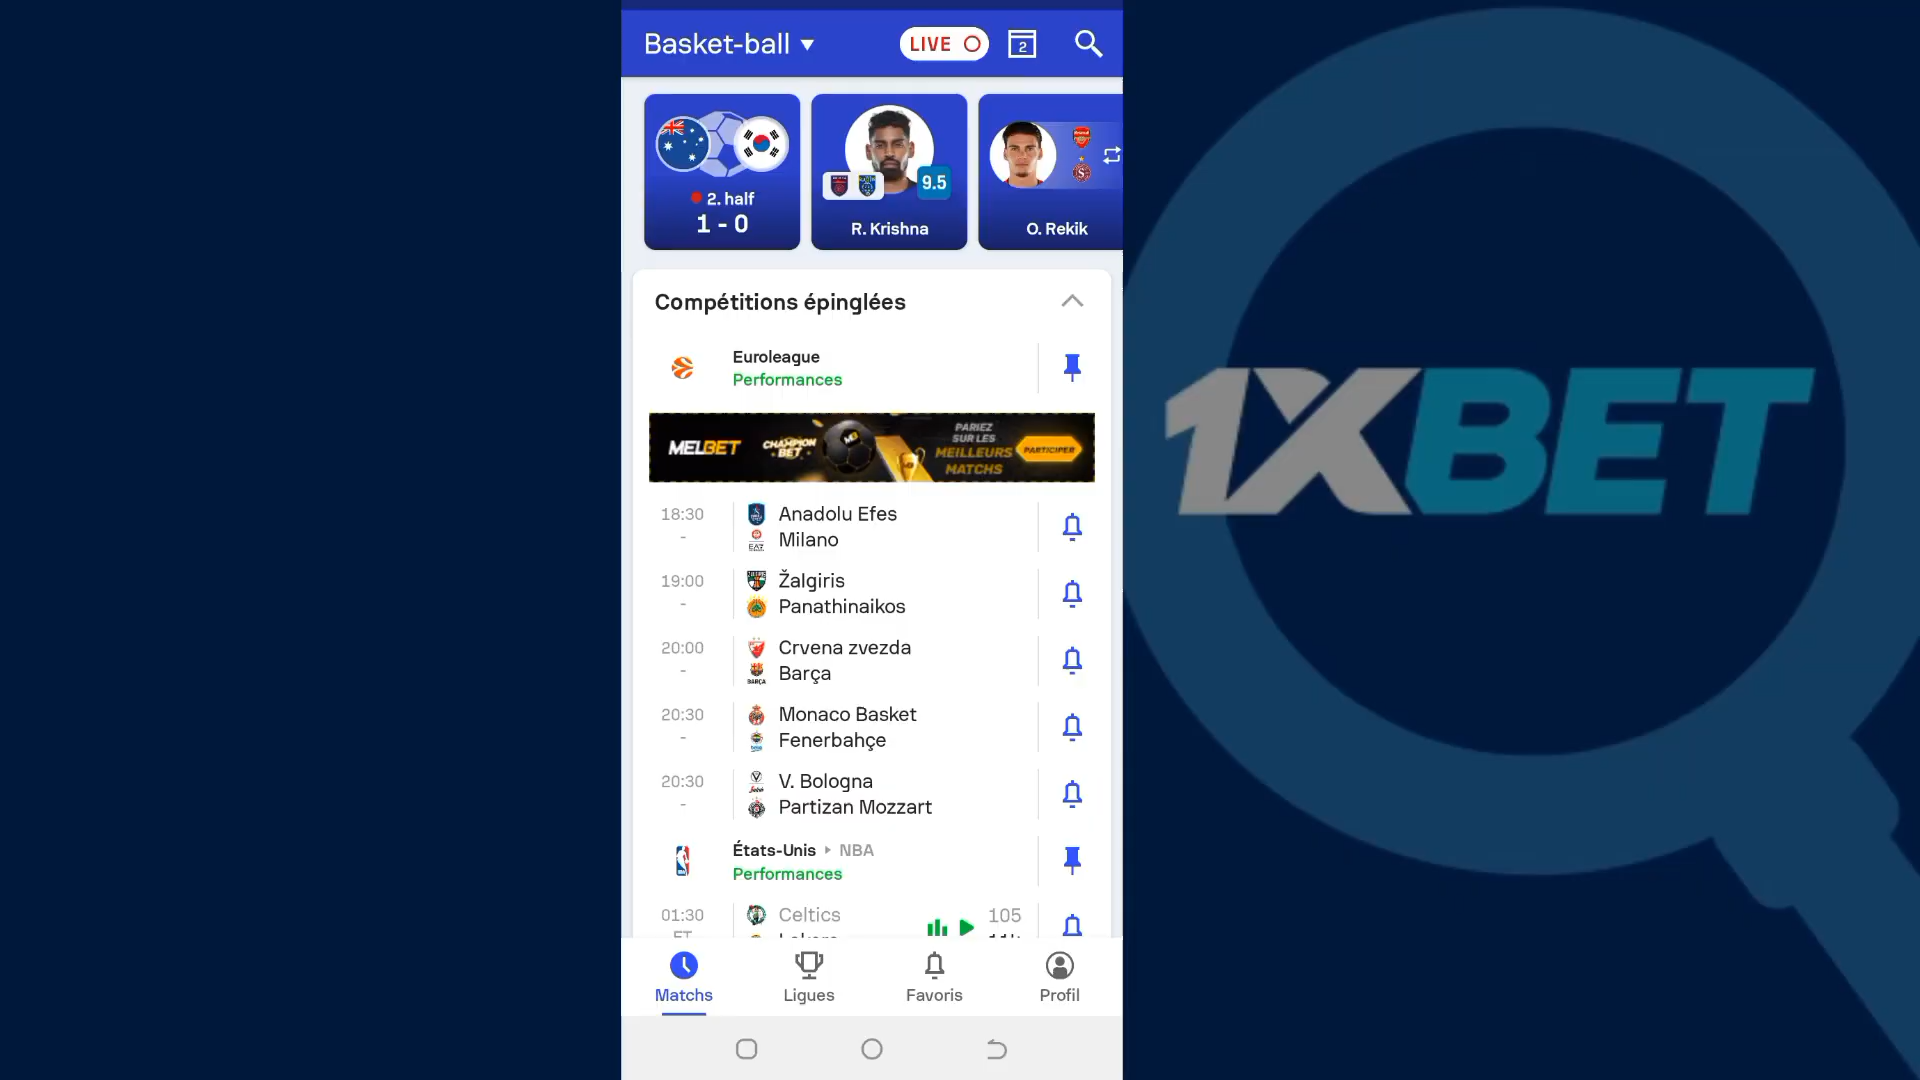 Basket-ball
LIVE
2
2. half
1 - 0
9.5
R. Krishna
O. Rekik
Compétitions épinglées
Euroleague
Performances
MELBET
CHAMPION
BET
PARIEZ
SUR LES
MEILLEURS
MATCHS
PARTICIPER
18:30
-
Anadolu Efes
Milano
19:00
-
Žalgiris
Panathinaikos
20:00
-
Crvena zvezda
Barça
20:30
-
Monaco Basket
Fenerbahçe
20:30
-
V. Bologna
Partizan Mozzart
États-Unis NBA
Performances
01:30
Celtics
105
Matchs
Ligues
Favoris
Profil
1XBET